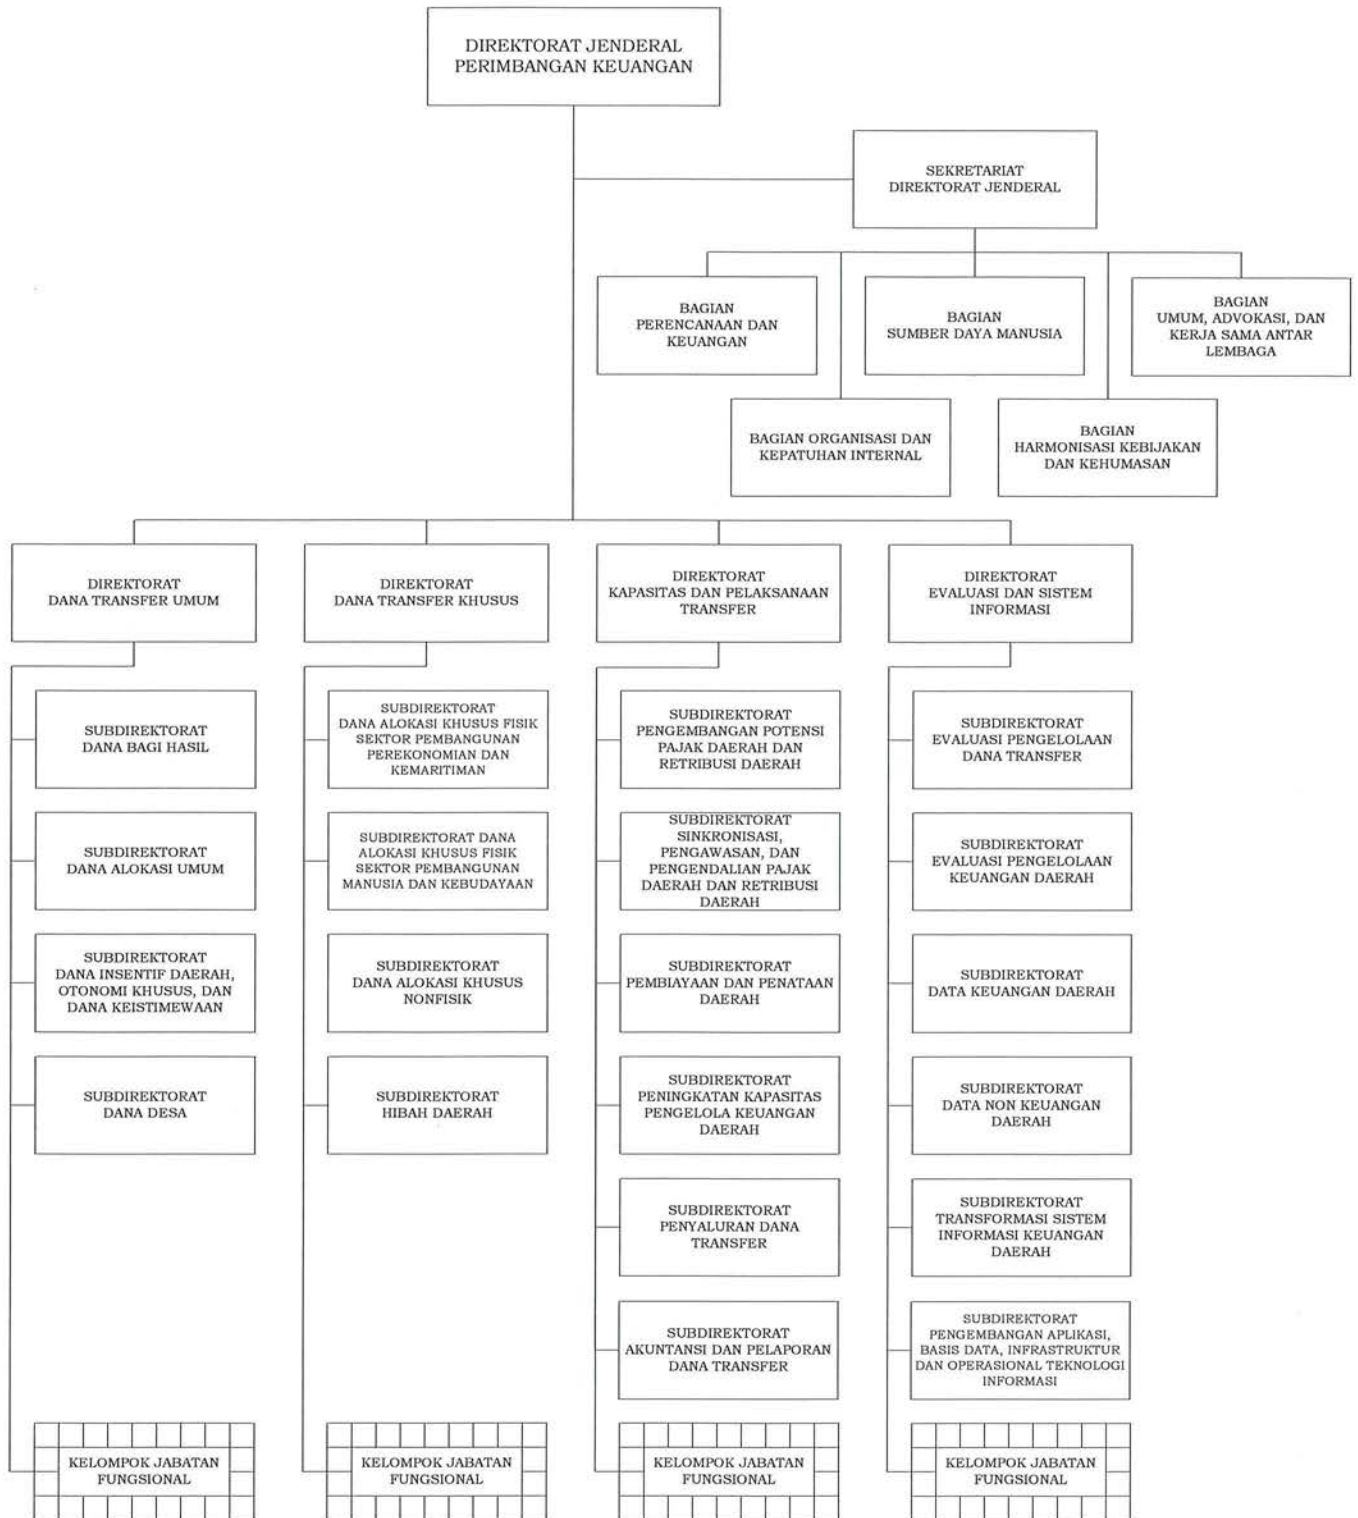 DIREKTORAT JENDERAL
PERIMBANGAN KEUANGAN
SEKRETARIAT
DIREKTORAT JENDERAL
BAGIAN
PERENCANAAN DAN
KEUANGAN
BAGIAN
SUMBER DAYA MANUSIA
BAGIAN
UMUM, ADVOKASI, DAN
KERJA SAMA ANTAR
LEMBAGA
BAGIAN ORGANISASI DAN
KEPATUHAN INTERNAL
BAGIAN
HARMONISASI KEBIJAKAN
DAN KEHUMASAN
DIREKTORAT
DANA TRANSFER UMUM
SUBDIREKTORAT
DANA BAGI HASIL
SUBDIREKTORAT
DANA ALOKASI UMUM
SUBDIREKTORAT
DANA INSENTIF DAERAH,
OTONOMI KHUSUS, DAN
DANA KEISTIMEWAAN
SUBDIREKTORAT
DANA DESA
KELOMPOK JABATAN
FUNGSIONAL
DIREKTORAT
DANA TRANSFER KHUSUS
SUBDIREKTORAT
DANA ALOKASI KHUSUS FISIK
SEKTOR PEMBANGUNAN
PEREKONOMIAN DAN
KEMARITIMAN
SUBDIREKTORAT DANA
ALOKASI KHUSUS FISIK
SEKTOR PEMBANGUNAN
MANUSIA DAN KEBUDAYAAN
SUBDIREKTORAT
DANA ALOKASI KHUSUS
NONFISIK
SUBDIREKTORAT
HIBAH DAERAH
KELOMPOK JABATAN
FUNGSIONAL
DIREKTORAT
KAPASITAS DAN PELAKSANAAN
TRANSFER
SUBDIREKTORAT
PENGEMBANGAN POTENSI
PAJAK DAERAH DAN
RETRIBUSI DAERAH
SUBDIREKTORAT
SINKRONISASI,
PENGAWASAN, DAN
PENGENDALIAN PAJAK
DAERAH DAN RETRIBUSI
DAERAH
SUBDIREKTORAT
PEMBIAYAAN DAN PENATAAN
DAERAH
SUBDIREKTORAT
PENINGKATAN KAPASITAS
PENGELOLA KEUANGAN
DAERAH
SUBDIREKTORAT
PENYALURAN DANA
TRANSFER
SUBDIREKTORAT
AKUNTANSI DAN PELAPORAN
DANA TRANSFER
KELOMPOK JABATAN
FUNGSIONAL
DIREKTORAT
EVALUASI DAN SISTEM
INFORMASI
SUBDIREKTORAT
EVALUASI PENGELOLAAN
DANA TRANSFER
SUBDIREKTORAT
EVALUASI PENGELOLAAN
KEUANGAN DAERAH
SUBDIREKTORAT
DATA KEUANGAN DAERAH
SUBDIREKTORAT
DATA NON KEUANGAN
DAERAH
SUBDIREKTORAT
TRANSFORMASI SISTEM
INFORMASI KEUANGAN
DAERAH
SUBDIREKTORAT
PENGEMBANGAN APLIKASI,
BASIS DATA, INFRASTRUKTUR
DAN OPERASIONAL TEKNOLOGI
INFORMASI
KELOMPOK JABATAN
FUNGSIONAL